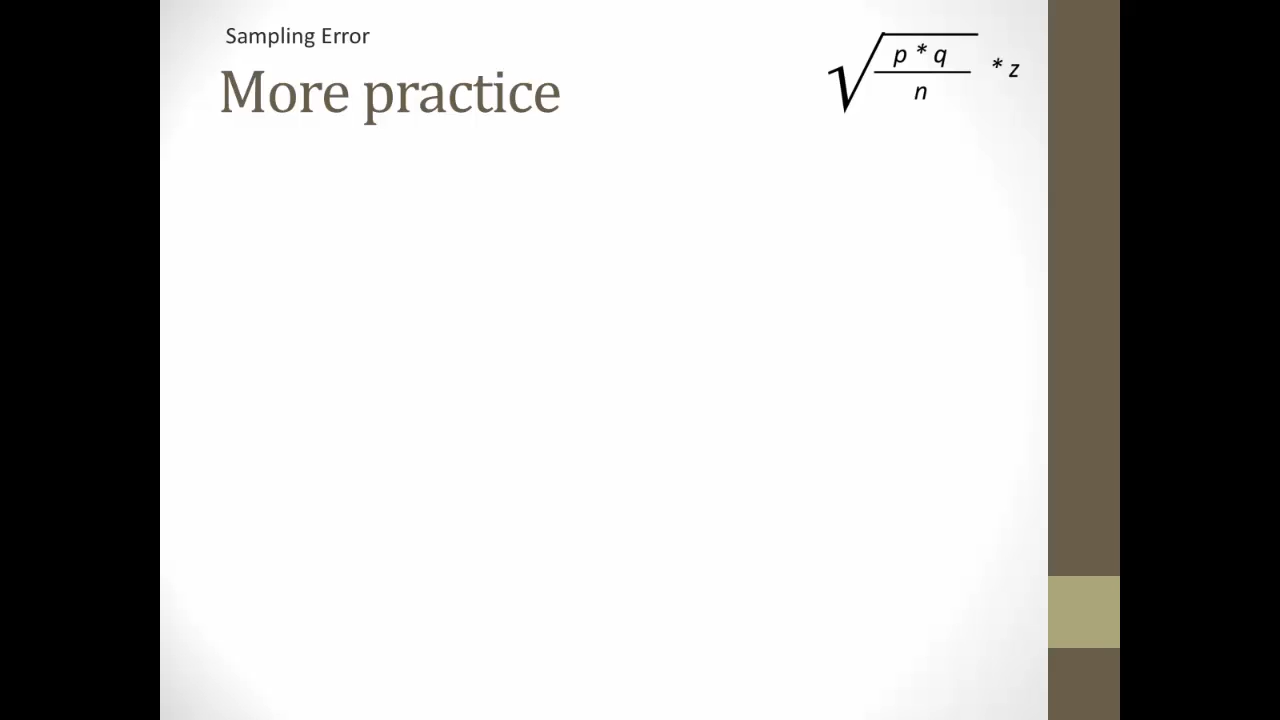 Sampling Error
More practice
√ p * q
n
* z